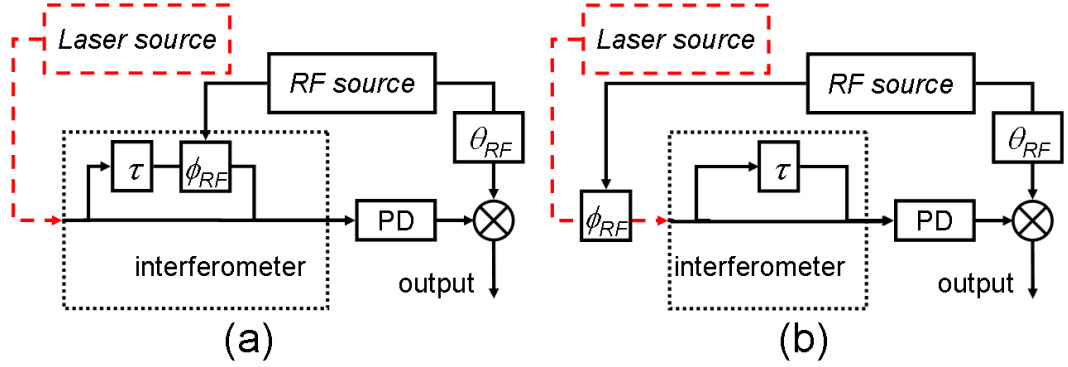 Laser source
RF source
θRF
τ
ϕRF
PD
interferometer
output
(a)
Laser source
RF source
θRF
τ
ϕRF
PD
interferometer
output
(b)